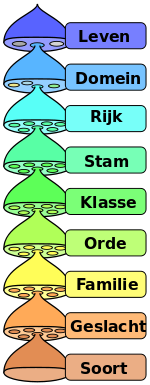 Leven
Domein
Rijk
Stam
Klasse
Orde
Familie
Geslacht
Soort